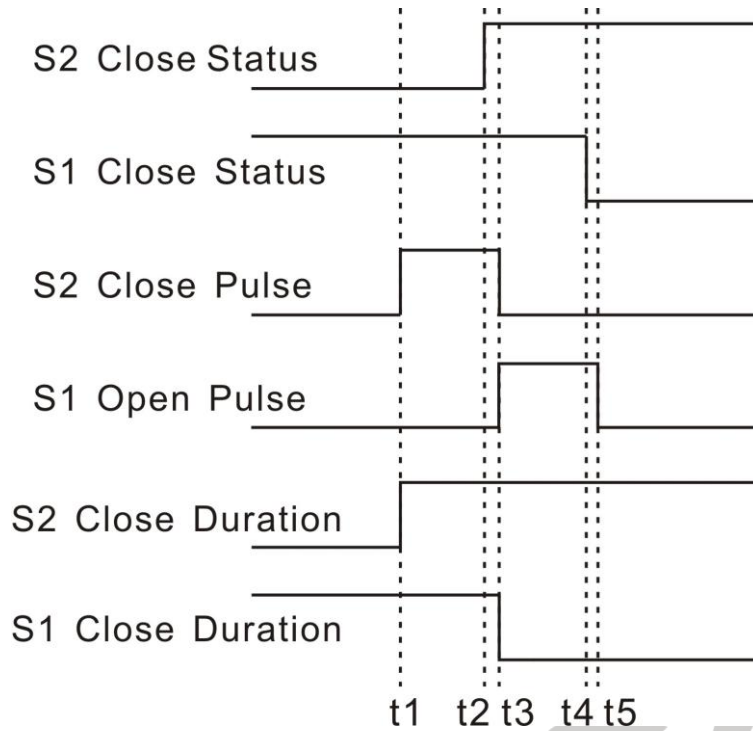 S2 Close Status
S1 Close Status
S2 Close Pulse
S1 Open Pulse
S2 Close Duration
S1 Close Duration
t1 t2 t3 t4 t5